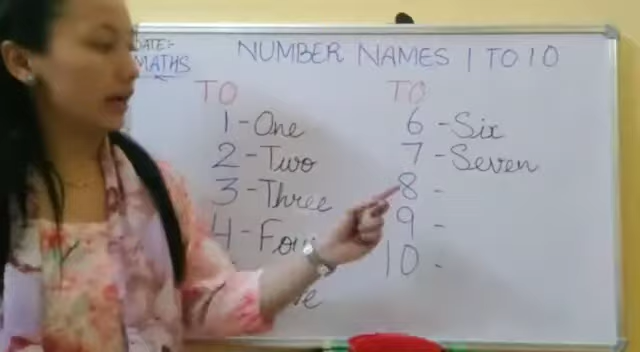 DATE:-
MATHS
NUMBER NAMES 1 TO 10
TO
1 - One
2 - Two
3 - Three
4 - Four
TO
6 - Six
7 - Seven
8 -
9 -
10 -